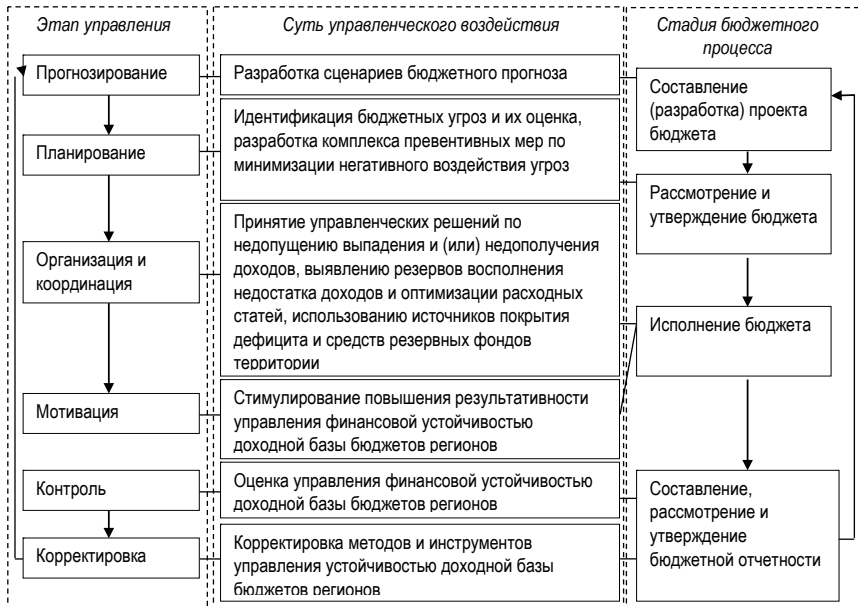 Этап управления
Прогнозирование
Планирование
Организация и
координация
Мотивация
Контроль
Корректировка
Суть управленческого воздействия
Разработка сценариев бюджетного прогноза
Идентификация бюджетных угроз и их оценка,
разработка комплекса превентивных мер по
минимизации негативного воздействия угроз
Принятие управленческих решений по
недопущению выпадения и (или) недополучения
доходов, выявлению резервов восполнения
недостатка доходов и оптимизации расходных
статей, использованию источников покрытия
дефицита и средств резервных фондов
территории
Стимулирование повышения результативности
управления финансовой устойчивостью
доходной базы бюджетов регионов
Оценка управления финансовой устойчивостью
доходной базы бюджетов регионов
Корректировка методов и инструментов
управления устойчивостью доходной базы
бюджетов регионов
Стадия бюджетного
процесса
Составление
(разработка) проекта
бюджета
Рассмотрение и
утверждение бюджета
Исполнение бюджета
Составление,
рассмотрение и
утверждение
бюджетной отчетности